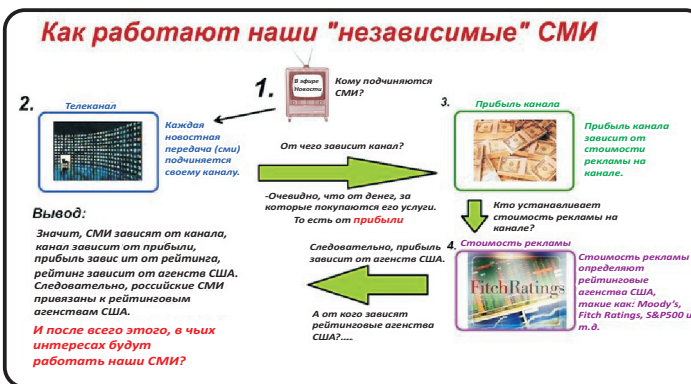 Как работают наши "независимые" СМИ
1.
В эфире
Новости
Кому подчиняются
СМИ?
2.
Телеканал
Каждая
новостная
передача (сми)
подчиняется
своему каналу.
От чего зависит канал?
-Очевидно, что от денег, за
которые покупаются его услуги.
То есть от прибыли
3.
Прибыль канала
Прибыль канала
зависит от
стоимости
рекламы на
канале.
Кто устанавливает
стоимость рекламы на
канале?
4.
Стоимость рекламы
FitchRatings
Стоимость рекламы
определяют
рейтинговые
агенства США,
такие как: Moody's,
Fitch Ratings, S&P500 и
т.д.
Следовательно, прибыль
зависит от агенств США.
А от кого зависят
рейтинговые агенства
США?....
Вывод:
Значит, СМИ зависят от канала,
канал зависит от прибыли,
прибыль завис ит от рейтинга,
рейтинг зависит от агенств США.
Следовательно, российские СМИ
привязаны к рейтинговым
агенствам США.
И после всего этого, в чьих
интересах будут
работать наши СМИ?